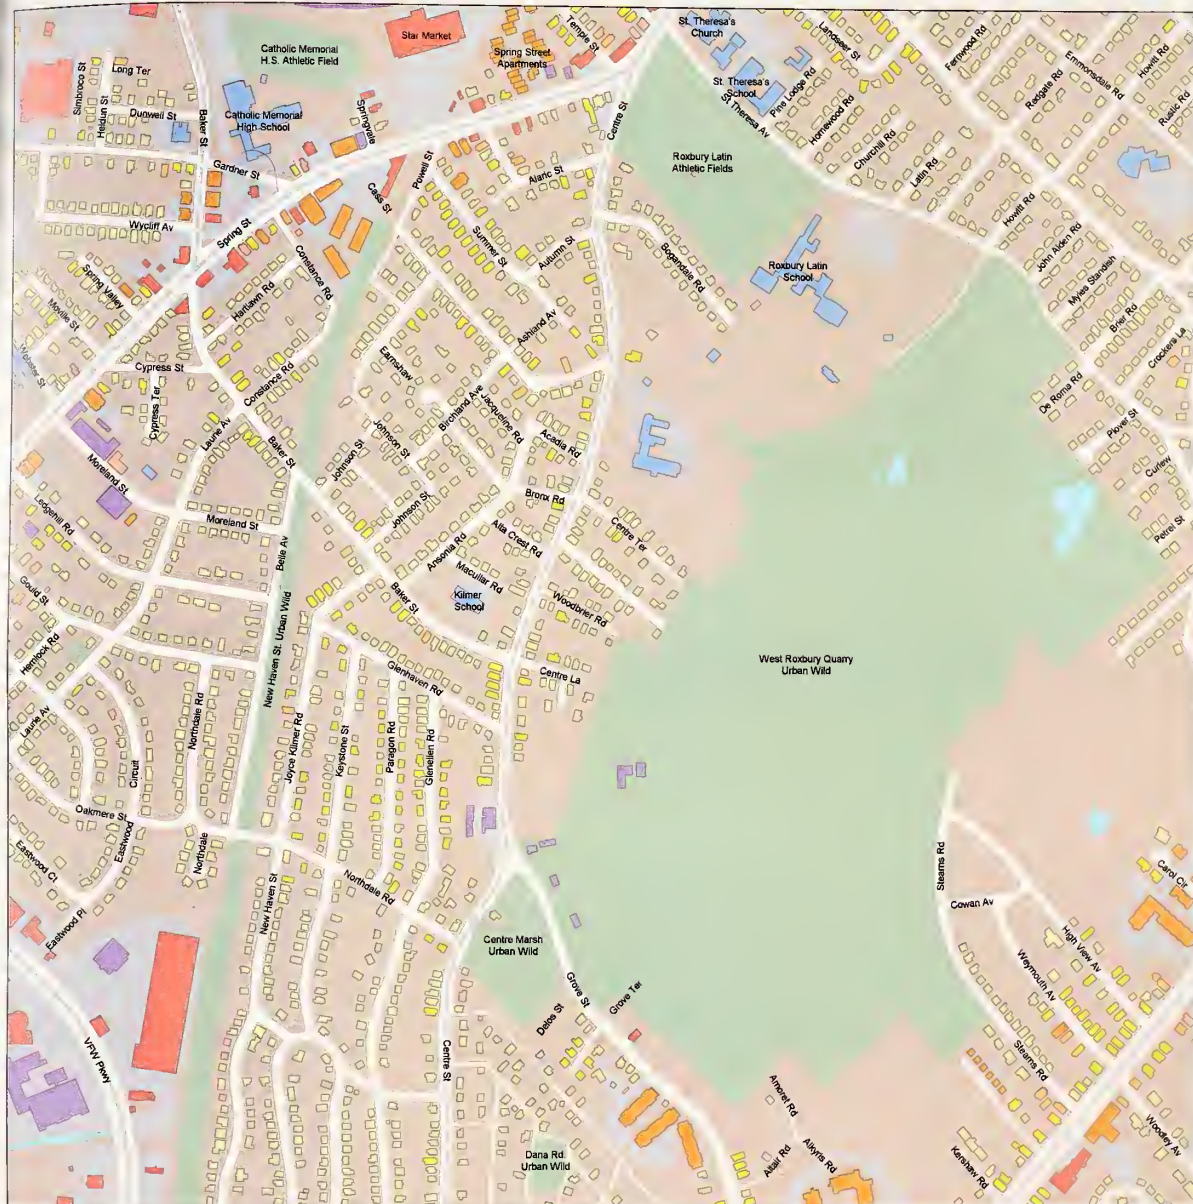 St. Theresa's
Church
Landseer St
Fernwood Rd
Emmonsdale Rd
Howitt Rd
Temple St
Star Market
Catholic Memorial
H.S. Athletic Field
Spring Street
Apartments
Simbroco St
Long Ter
Heldun St
Dunwell St
Baker St
Catholic Memorial
High School
Springvale
St. Theresa's
School
Pine Lodge Rd
Redgate Rd
Rustic Rd
Centre St
St Theresa Av
Homewood Rd
Churchill Rd
Latin Rd
Roxbury Latin
Athletic Fields
Gardner St
Powell St
Cass St
Alaric St
Howitt Rd
Wycliff Av
Spring St
Summer St
Autumn St
Bogandale Rd
John Alden Rd
Roxbury Latin
School
Myles Standish
Spring Valley
Constance Rd
Hartlawn Rd
Moville St
Brier Rd
Ashland Av
Crockers La
Webster St
Cypress St
Cypress Ter
Constance Rd
Earnshaw
Birchland Ave
Jacqueline Rd
De Roma Rd
Plover St
Laurie Av
Baker St
Johnson St
Johnson St
Acadia Rd
Curlew
Moreland St
Ledgehill Rd
Moreland St
Johnson St
Bronx Rd
Centre Ter
Petrel St
Belle Av
Alta Crest Rd
Ansonia Rd
Macullar Rd
Gould St
Baker St
Kilmer
School
Woodbrier Rd
New Haven St. Urban Wild
Hemlock Rd
Glenhaven Rd
Centre La
West Roxbury Quarry
Urban Wild
Laurie Av
Northdale Rd
Circuit
Joyce Kilmer Rd
Keystone St
Paragon Rd
Glenellen Rd
Oakmere St
Eastwood
Northdale
Eastwood Ct
Eastwood Pl
New Haven St
Northdale Rd
Stearns Rd
Cowan Av
Carol Cir
Centre Marsh
Urban Wild
High View Av
Weymouth Av
Grove St
Grove Ter
Delos St
VFW Pkwy
Centre St
Stearns Rd
Amoret Rd
Alkyris Rd
Altair Rd
Woodley Av
Kershaw Rd
Dana Rd.
Urban Wild